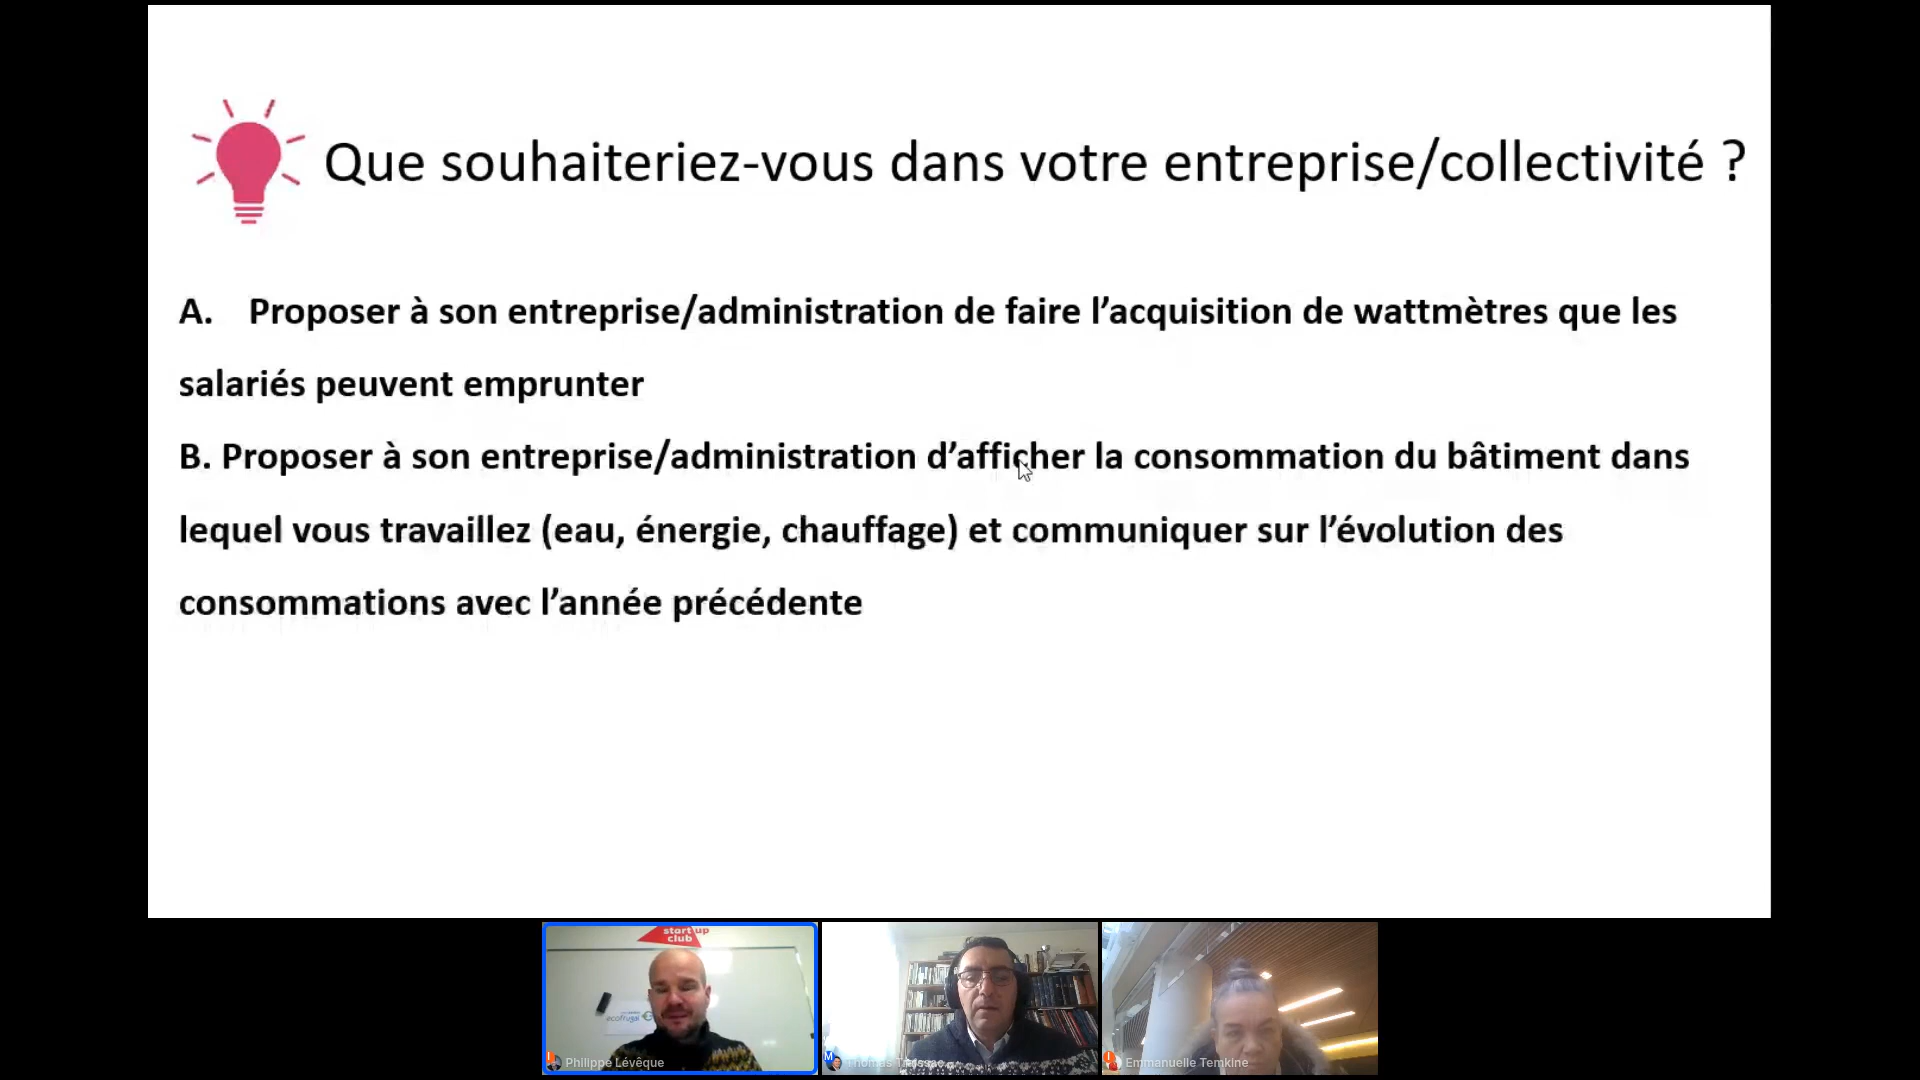 Que souhaiteriez-vous dans votre entreprise/collectivité ?
A. Proposer à son entreprise/administration de faire l’acquisition de wattmètres que les
salariés peuvent emprunter
B. Proposer à son entreprise/administration d’afficher la consommation du bâtiment dans
lequel vous travaillez (eau, énergie, chauffage) et communiquer sur l’évolution des
consommations avec l’année précédente
start up
club
ecofrugal
Philippe Lévêque
Thomas
Emmanuelle Temkine